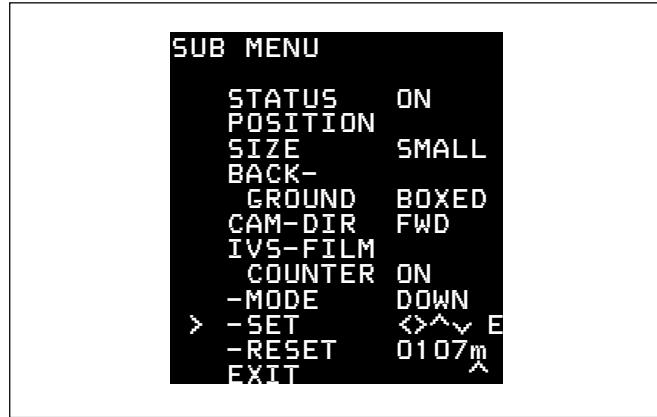 SUB MENU
STATUS ON
POSITION
SIZE SMALL
BACK-
GROUND BOXED
CAM-DIR FWD
IVS-FILM
COUNTER ON
-MODE DOWN
> -SET <>^⌄ E
-RESET 0107m
EXIT ^